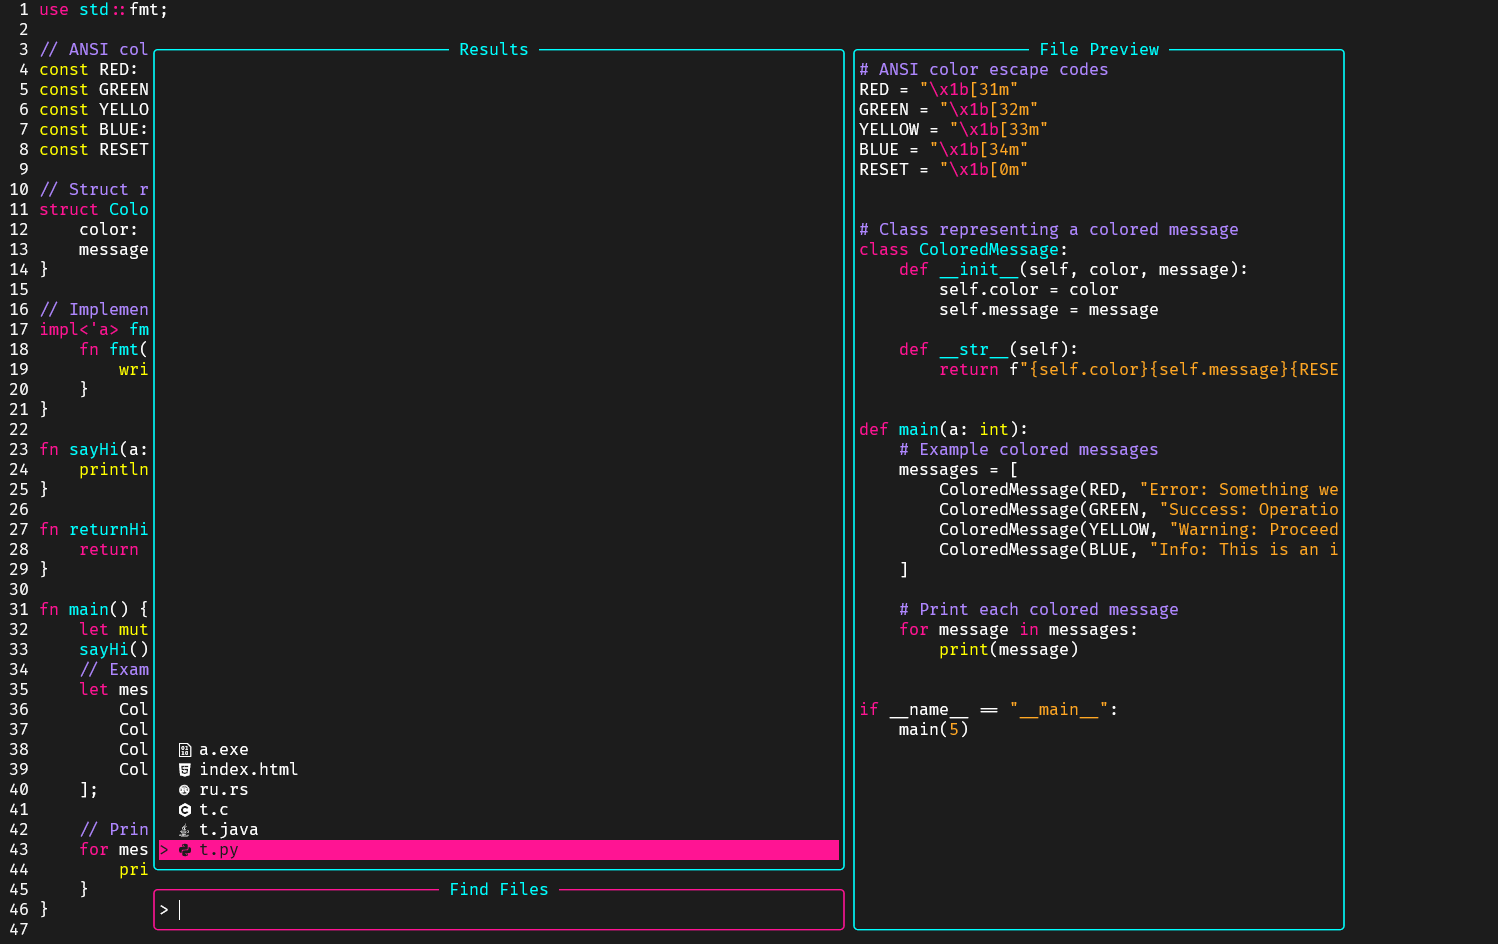 1 use std::fmt;
2
3 // ANSI col
4 const RED:
5 const GREEN
6 const YELLO
7 const BLUE:
8 const RESET
9
10 // Struct r
11 struct Colo
12     color:
13     message
14 }
15
16 // Implemen
17 impl<'a> fm
18     fn fmt(
19         wri
20     }
21 }
22
23 fn sayHi(a:
24     println
25 }
26
27 fn returnHi
28     return
29 }
30
31 fn main() {
32     let mut
33     sayHi()
34     // Exam
35     let mes
36         Col
37         Col
38         Col
39         Col
40     ];
41
42     // Prin
43     for mes
44         pri
45     }
46 }
47
Results
a.exe
index.html
ru.rs
t.c
t.java
> t.py
Find Files
>
File Preview
# ANSI color escape codes
RED = "\x1b[31m"
GREEN = "\x1b[32m"
YELLOW = "\x1b[33m"
BLUE = "\x1b[34m"
RESET = "\x1b[0m"
# Class representing a colored message
class ColoredMessage:
    def __init__(self, color, message):
        self.color = color
        self.message = message
    def __str__(self):
        return f"{self.color}{self.message}{RESE
def main(a: int):
    # Example colored messages
    messages = [
        ColoredMessage(RED, "Error: Something we
        ColoredMessage(GREEN, "Success: Operatio
        ColoredMessage(YELLOW, "Warning: Proceed
        ColoredMessage(BLUE, "Info: This is an i
    ]
    # Print each colored message
    for message in messages:
        print(message)
if __name__ == "__main__":
    main(5)